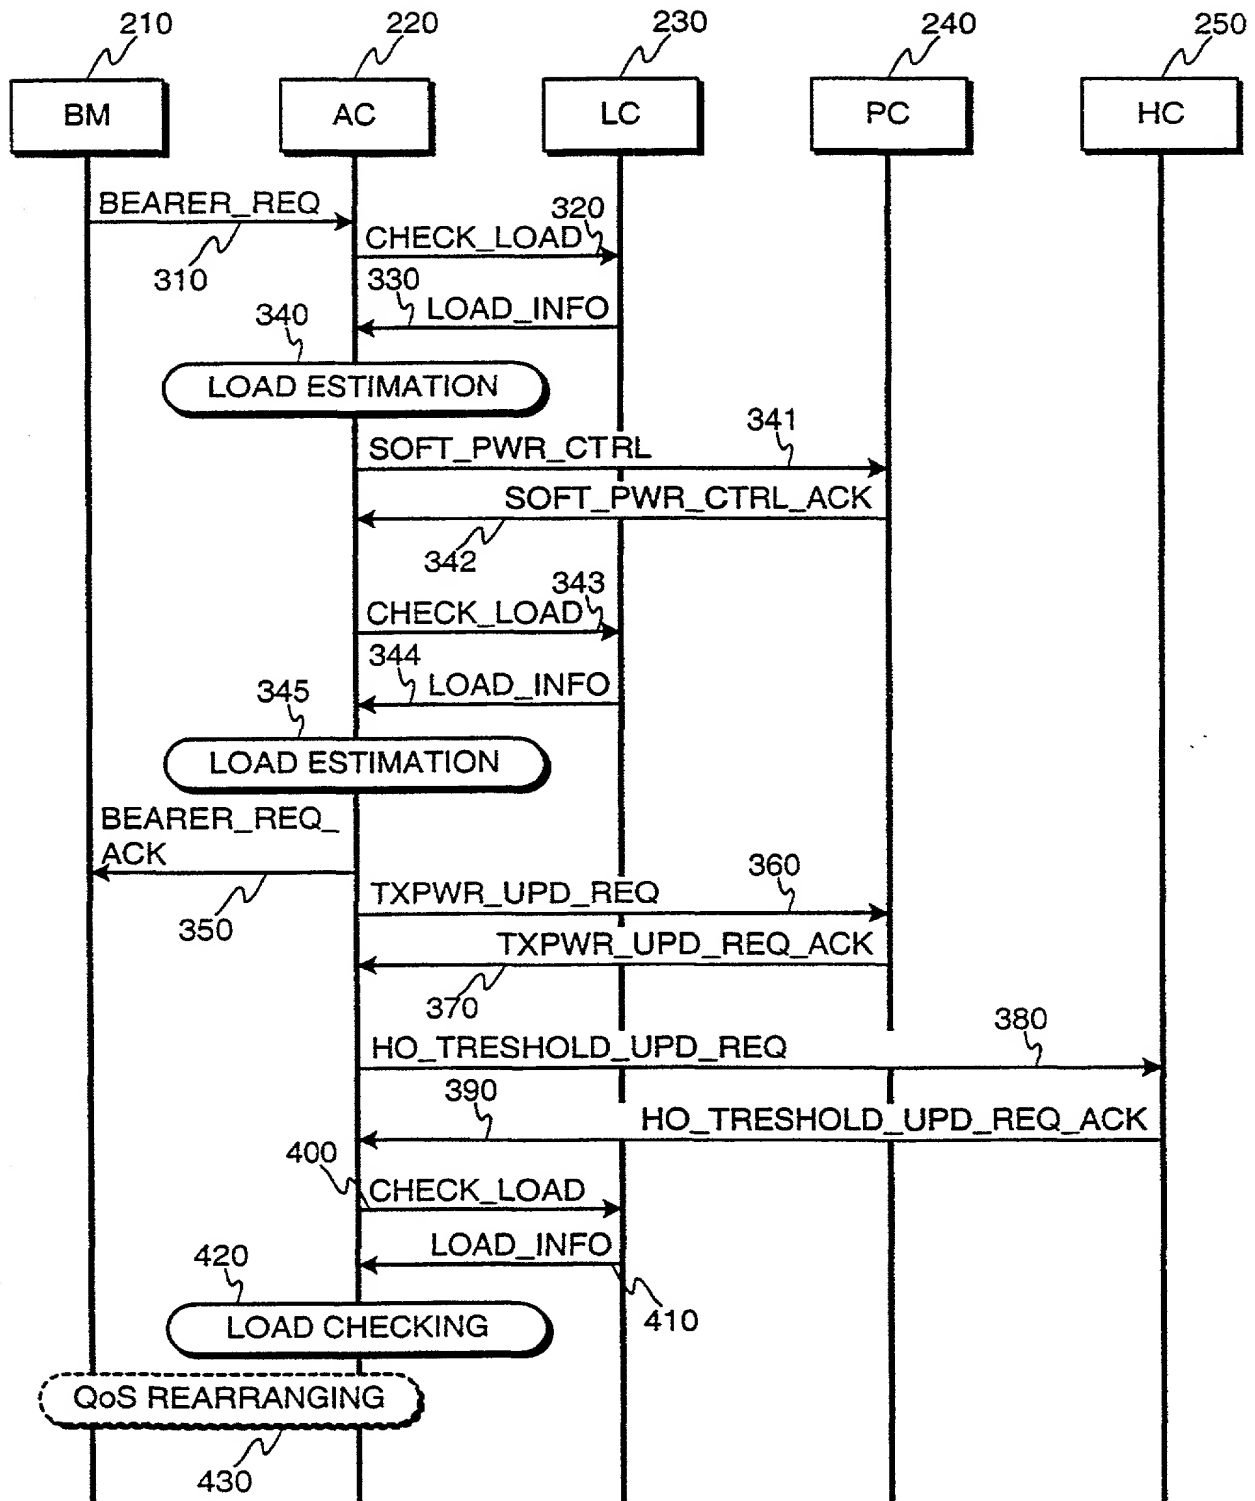 210 220 230 240 250
BM AC LC PC HC
BEARER_REQ
310
320
CHECK_LOAD
330
LOAD_INFO
340
LOAD ESTIMATION
341
SOFT_PWR_CTRL
SOFT_PWR_CTRL_ACK
342
343
CHECK_LOAD
344
LOAD_INFO
345
LOAD ESTIMATION
BEARER_REQ_
ACK
350
360
TXPWR_UPD_REQ
TXPWR_UPD_REQ_ACK
370
380
HO_TRESHOLD_UPD_REQ
390
HO_TRESHOLD_UPD_REQ_ACK
400
CHECK_LOAD
LOAD_INFO
410
420
LOAD CHECKING
QoS REARRANGING
430